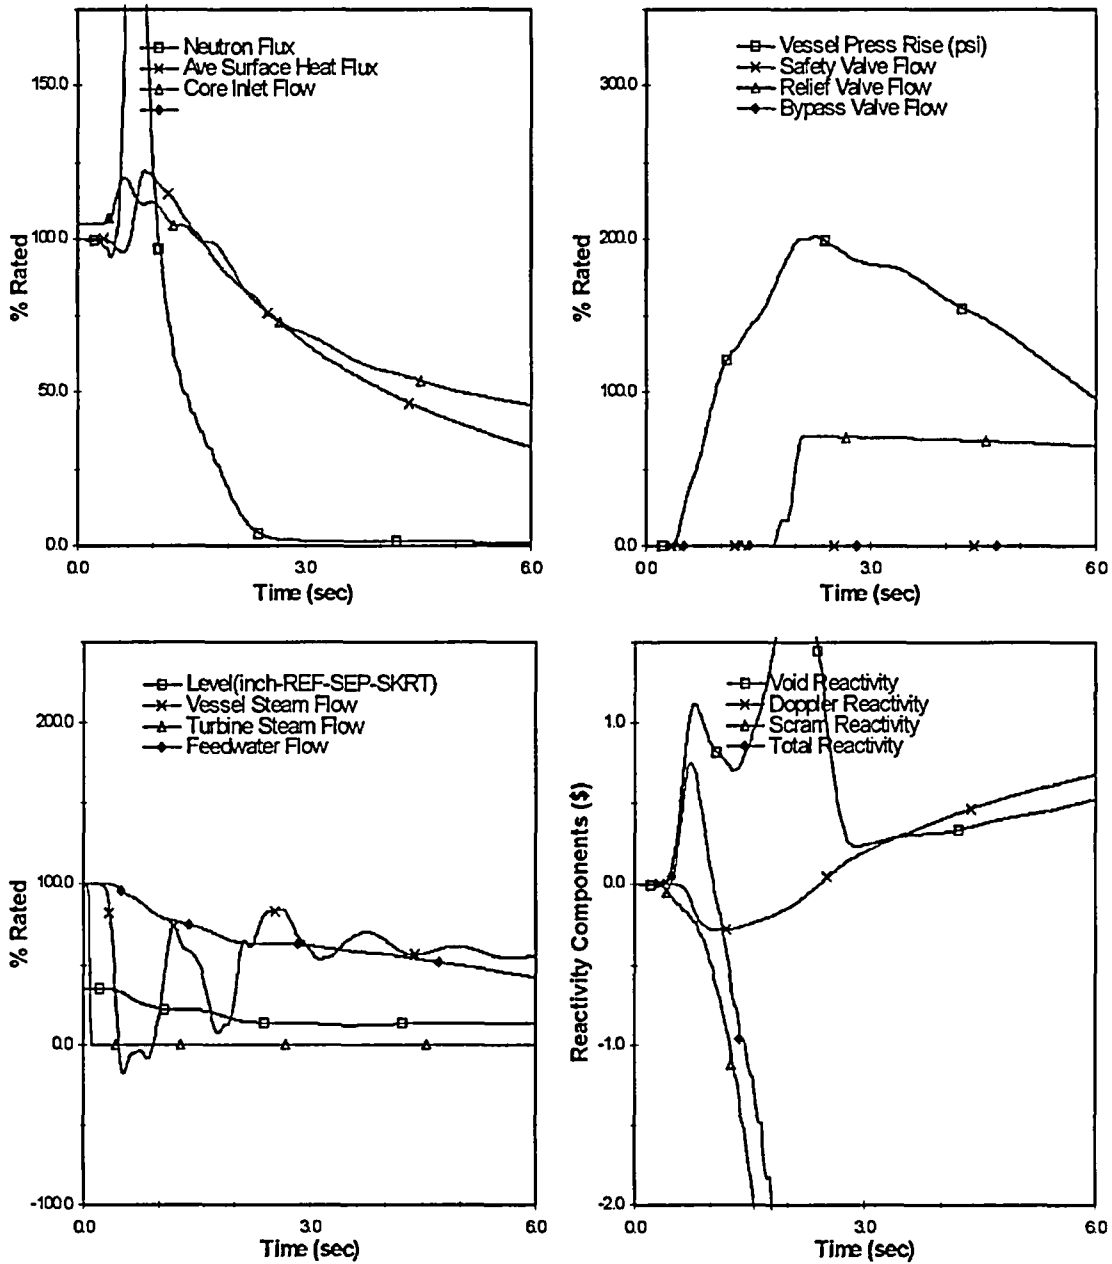 Neutron Flux
Ave Surface Heat Flux
Core Inlet Flow
150.0
100.0
50.0
0.0
% Rated
0.0
3.0
6.0
Time (sec)
Vessel Press Rise (psi)
Safety Valve Flow
Relief Valve Flow
Bypass Valve Flow
300.0
200.0
100.0
0.0
% Rated
0.0
3.0
6.0
Time (sec)
Level(inch-REF-SEP-SKRT)
Vessel Steam Flow
Turbine Steam Flow
Feedwater Flow
200.0
100.0
0.0
-100.0
% Rated
0.0
3.0
6.0
Time (sec)
Void Reactivity
Doppler Reactivity
Scram Reactivity
Total Reactivity
1.0
0.0
-1.0
-2.0
Reactivity Components ($)
0.0
3.0
6.0
Time (sec)